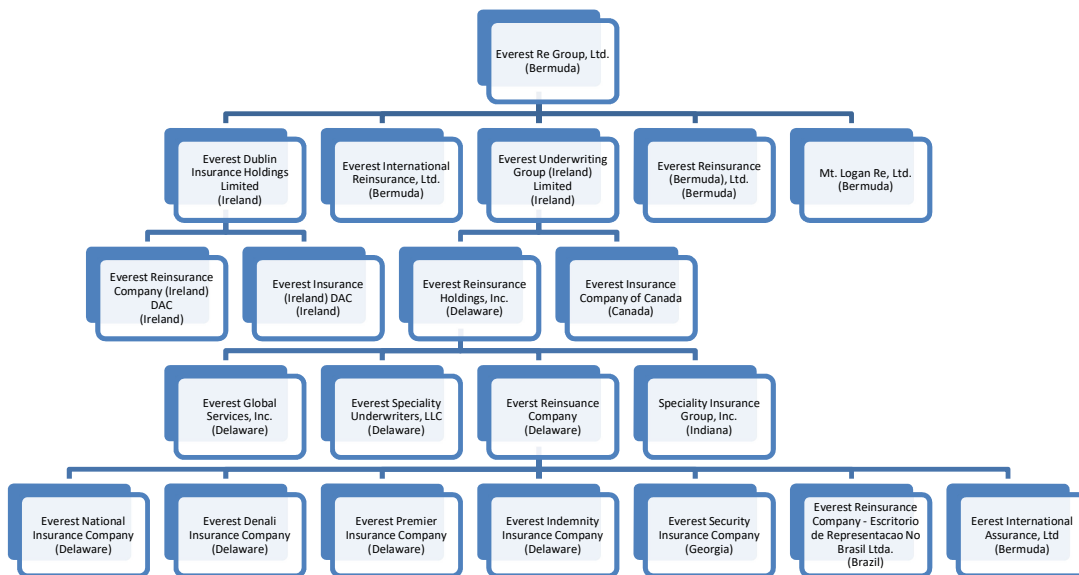 Everest Re Group, Ltd.
(Bermuda)
Everest Dublin
Insurance Holdings
Limited
(Ireland)
Everest International
Reinsurance, Ltd.
(Bermuda)
Everest Underwriting
Group (Ireland)
Limited
(Ireland)
Everest Reinsurance
(Bermuda), Ltd.
(Bermuda)
Mt. Logan Re, Ltd.
(Bermuda)
Everest Reinsurance
Company (Ireland)
DAC
(Ireland)
Everest Insurance
(Ireland) DAC
(Ireland)
Everest Reinsurance
Holdings, Inc.
(Delaware)
Everest Insurance
Company of Canada
(Canada)
Everest Global
Services, Inc.
(Delaware)
Everest Speciality
Underwriters, LLC
(Delaware)
Everst Reinsuance
Company
(Delaware)
Speciality Insurance
Group, Inc.
(Indiana)
Everest National
Insurance Company
(Delaware)
Everest Denali
Insurance Company
(Delaware)
Everest Premier
Insurance Company
(Delaware)
Everest Indemnity
Insurance Company
(Delaware)
Everest Security
Insurance Company
(Georgia)
Everest Reinsurance
Company - Escritorio
de Representacao No
Brasil Ltda.
(Brazil)
Eerest International
Assurance, Ltd
(Bermuda)